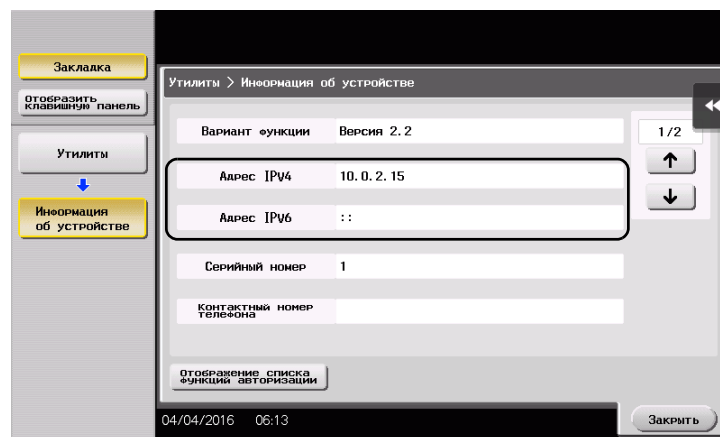 Закладка
Отобразить
клавишную панель
Утилиты
Информация
об устройстве
Утилиты > Информация об устройстве
Вариант функции Версия 2.2
1/2
Адрес IPv4 10.0.2.15
Адрес IPv6 ::
Серийный номер 1
Контактный номер
телефона
Отображение списка
функций авторизации
04/04/2016 06:13
Закрыть